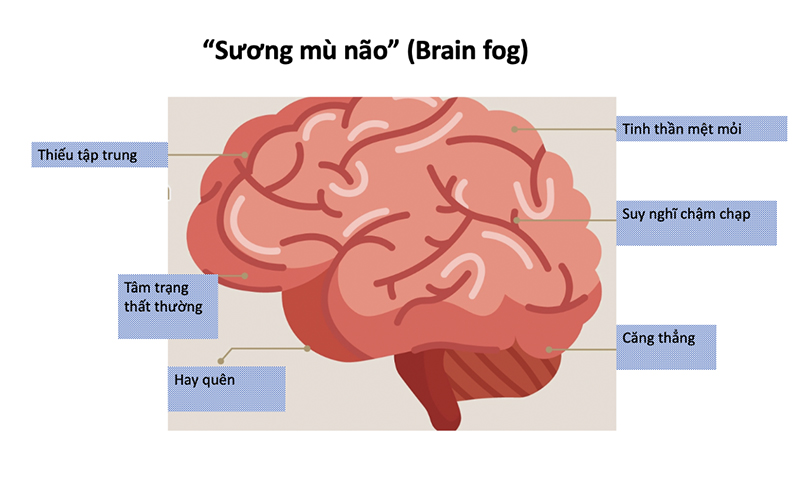 “Sương mù não” (Brain fog)
Thiếu tập trung
Tâm trạng
thất thường
Hay quên
Tinh thần mệt mỏi
Suy nghĩ chậm chạp
Căng thẳng